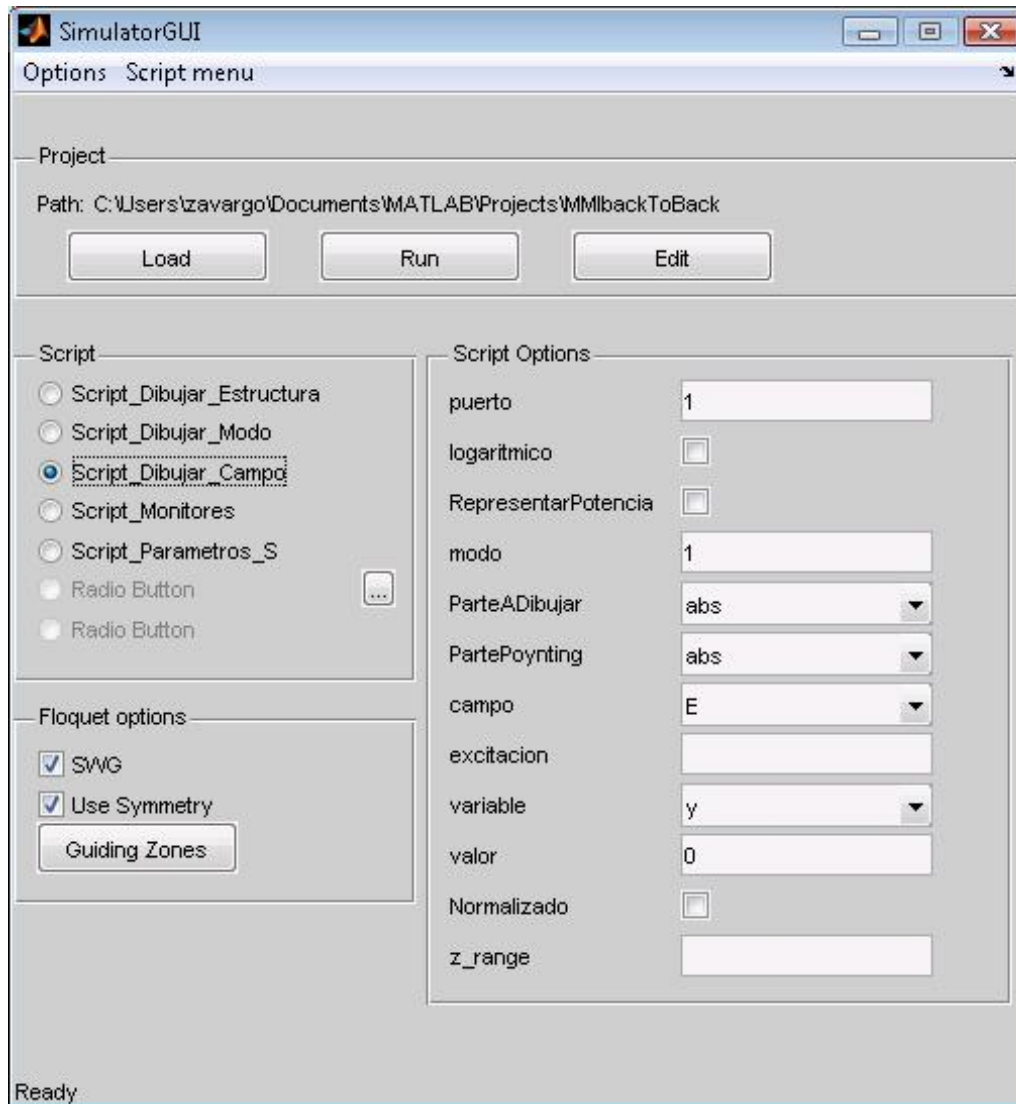 SimulatorGUI
Options Script menu
Project
Path: C:\Users\zavargo\Documents\MATLAB\Projects\MMIbackToBack
Load Run Edit
Script
Script_Dibujar_Estructura
Script_Dibujar_Modo
Script_Dibujar_Campo
Script_Monitores
Script_Parametros_S
Radio Button
...
Radio Button
Floquet options
SWG
Use Symmetry
Guiding Zones
Script Options
puerto 1
logaritmico
RepresentarPotencia
modo 1
ParteADibujar abs
PartePoynting abs
campo E
excitacion
variable y
valor 0
Normalizado
z_range
Ready